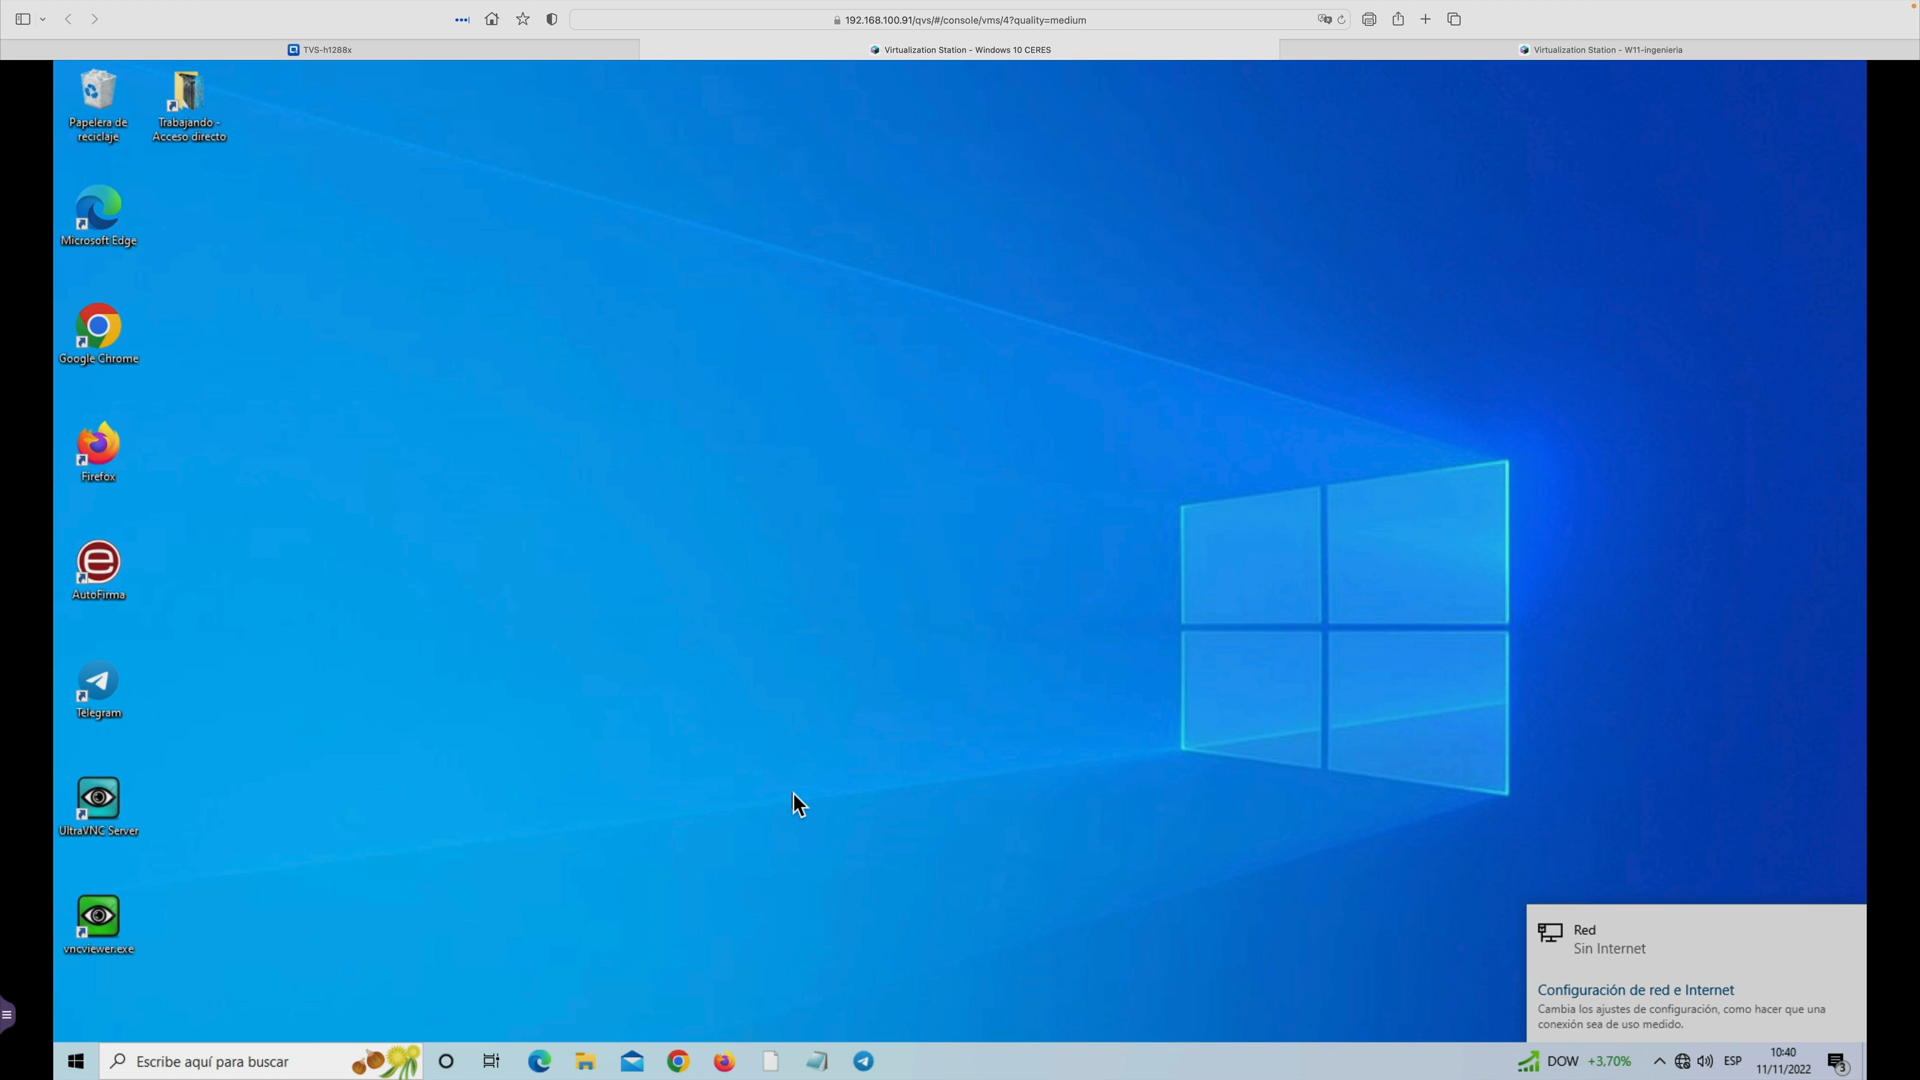 192.168.100.91/qvs/#/console/vms/4?quality=medium
TVS-h1288x
Virtualization Station - Windows 10 CERES
Virtualization Station - W11-ingenieria
Papelera de
reciclaje
Trabajando -
Acceso directo
Microsoft Edge
Google Chrome
Firefox
AutoFirma
Telegram
UltraVNC Server
vncviewer.exe
Red
Sin Internet
Configuración de red e Internet
Cambia los ajustes de configuración, como hacer que una
conexión sea de uso medido.
Escribe aquí para buscar
DOW +3,70%
ESP
10:40
11/11/2022
3